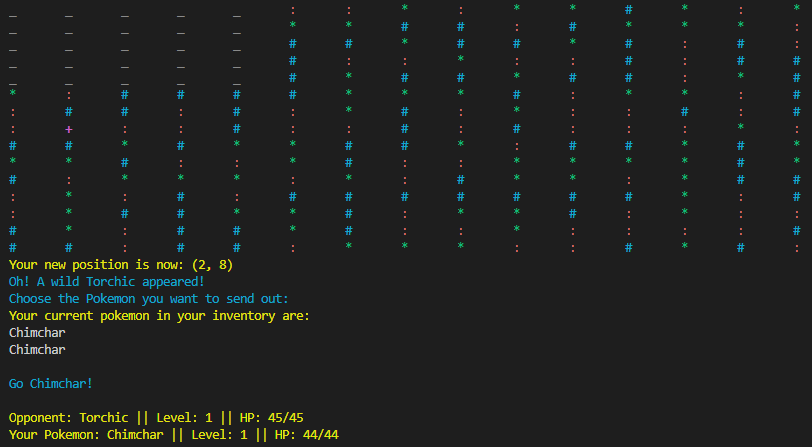 _ _ _ _ _ : : * : * * # * : *
_ _ _ _ _ * * # # : # * * * :
_ _ _ _ _ # # * # * * # : # :
_ _ _ _ _ # : : * : : # : # #
_ _ _ _ _ # * # # * # # : * #
* : # # # # * * * # : * * : #
: # # : # : * # * : : : # : #
: + : : # : : # : # : : : * :
# # * # * * # # * : # # * # *
* * # : : * # : : * * * * # *
# : * * * : * : # * * : * # #
: * : # : # : # # # # # : : #
: * # # * * # : * * # : * : :
# * : # # # # : : * : : : : #
# # : # # : * * * : : # * # :
Your new position is now: (2, 8)
Oh! A wild Torchic appeared!
Choose the Pokemon you want to send out:
Your current pokemon in your inventory are:
Chimchar
Chimchar
Go Chimchar!
Opponent: Torchic || Level: 1 || HP: 45/45
Your Pokemon: Chimchar || Level: 1 || HP: 44/44